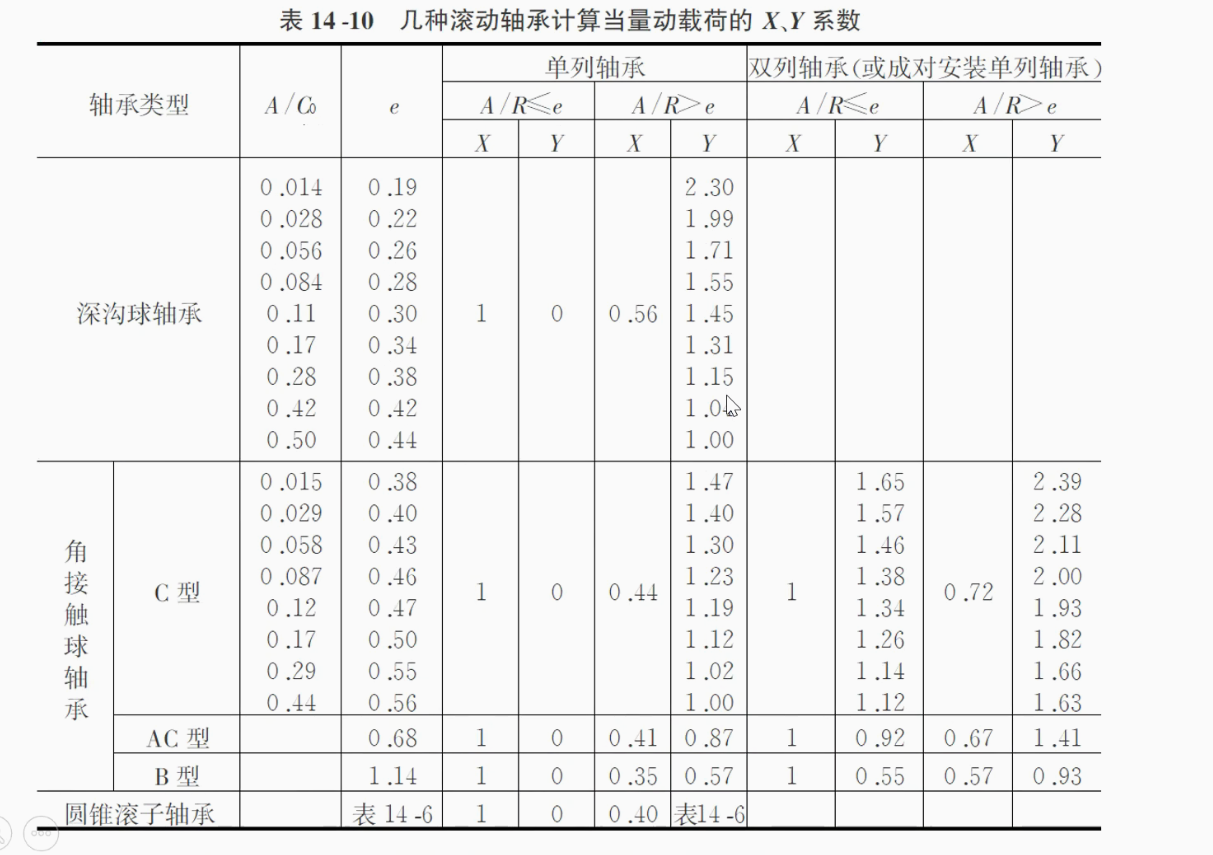 表 14-10 几种滚动轴承计算当量动载荷的 X、Y 系数
轴承类型 A/C₀ e 单列轴承 双列轴承(或成对安装单列轴承)
A/R≤e A/R>e A/R≤e A/R>e
X Y X Y X Y X Y
深沟球轴承 1 0 0.56
0.014 0.19 2.30
0.028 0.22 1.99
0.056 0.26 1.71
0.084 0.28 1.55
0.11 0.30 1.45
0.17 0.34 1.31
0.28 0.38 1.15
0.42 0.42
0.50 0.44 1.00
角接触球轴承
C 型 1 0 0.44 1 0.72
0.015 0.38 1.47 1.65 2.39
0.029 0.40 1.40 1.57 2.28
0.058 0.43 1.30 1.46 2.11
0.087 0.46 1.23 1.38 2.00
0.12 0.47 1.19 1.34 1.93
0.17 0.50 1.12 1.26 1.82
0.29 0.55 1.02 1.14 1.66
0.44 0.56 1.00 1.12 1.63
AC 型 0.68 1 0 0.41 0.87 1 0.92 0.67 1.41
B 型 1.14 1 0 0.35 0.57 1 0.55 0.57 0.93
圆锥滚子轴承 表 14-6 1 0 0.40 表14-6